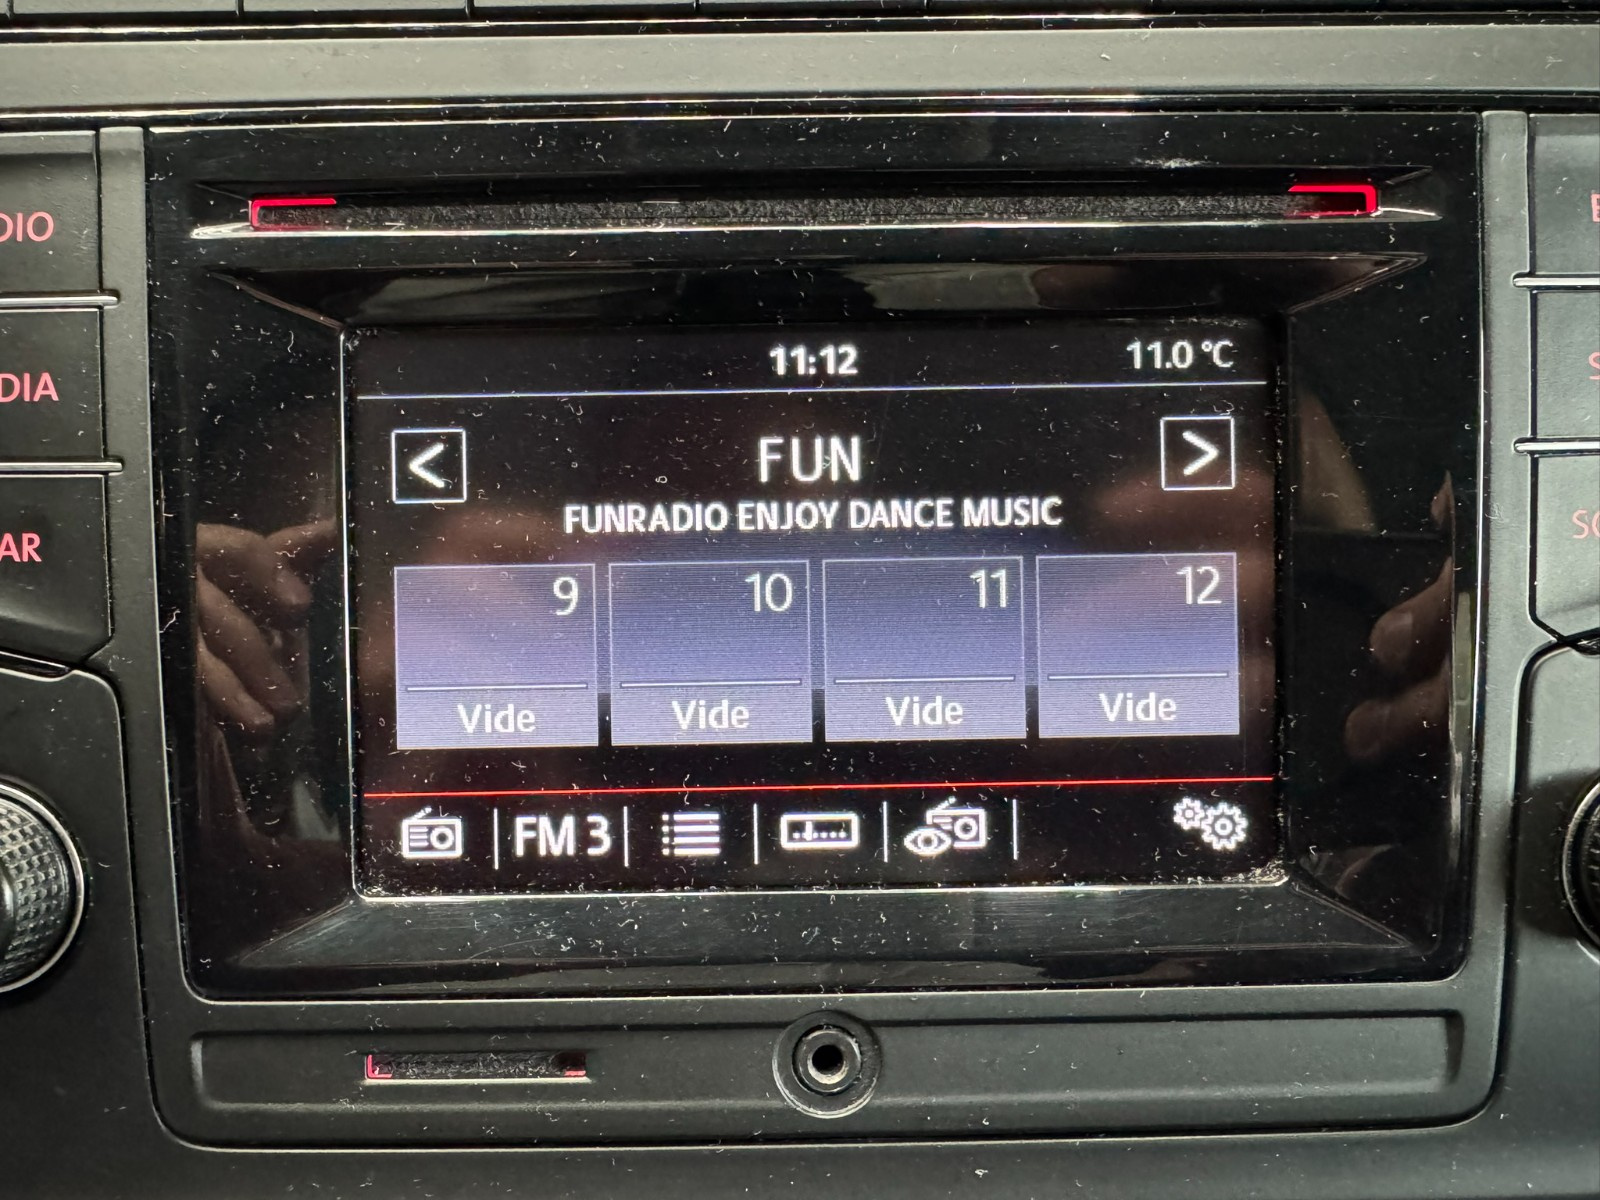 DIO
DIA
AR
11:12
11.0 °C
<
FUN
>
FUNRADIO ENJOY DANCE MUSIC
9
10
11
12
Vide
Vide
Vide
Vide
FM 3